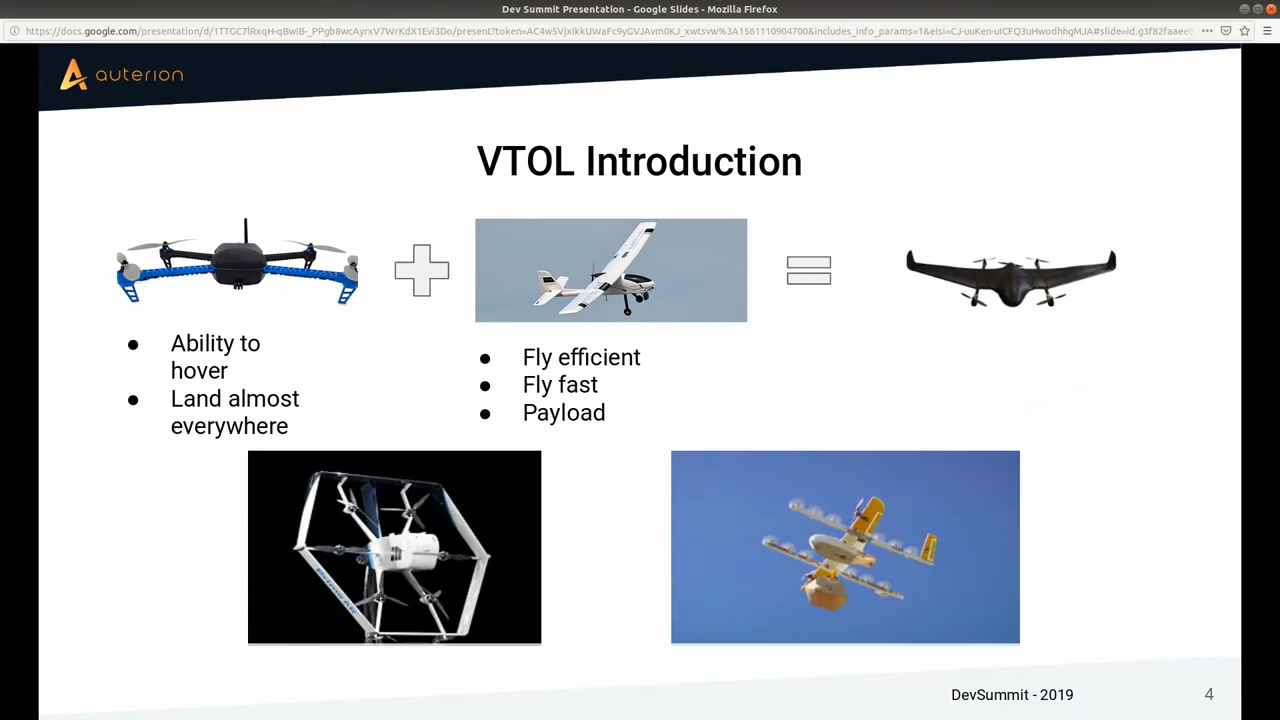 Dev Summit Presentation - Google Slides - Mozilla Firefox
auterion
VTOL Introduction
Ability to
hover
Land almost
everywhere
Fly efficient
Fly fast
Payload
DevSummit - 2019
4